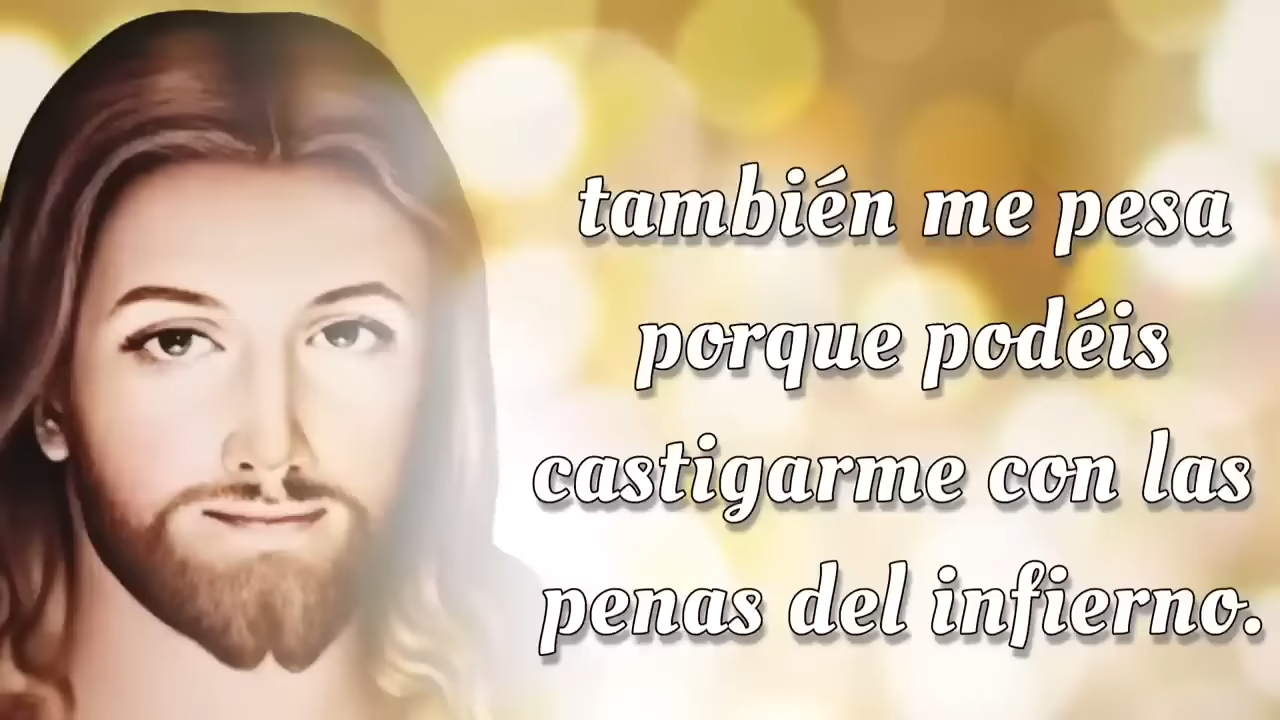 también me pesa
porque podéis
castigarme con las
penas del infierno.